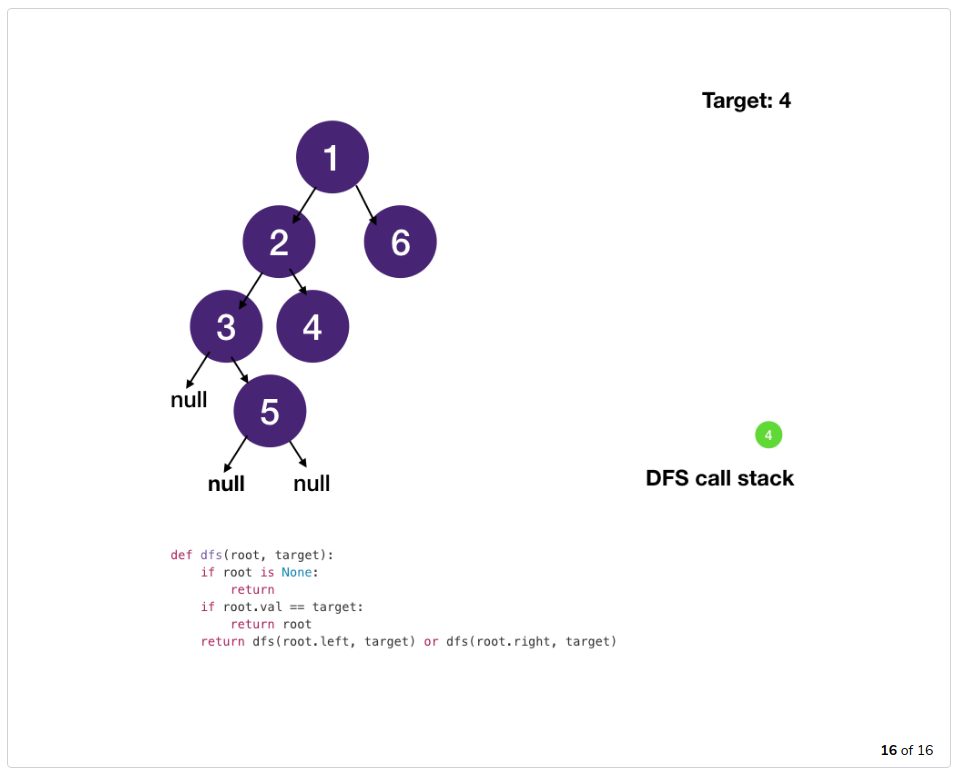 Target: 4
1
2
6
3
4
null
5
null
null
4
DFS call stack
def dfs(root, target):
    if root is None:
        return
    if root.val == target:
        return root
    return dfs(root.left, target) or dfs(root.right, target)
16 of 16